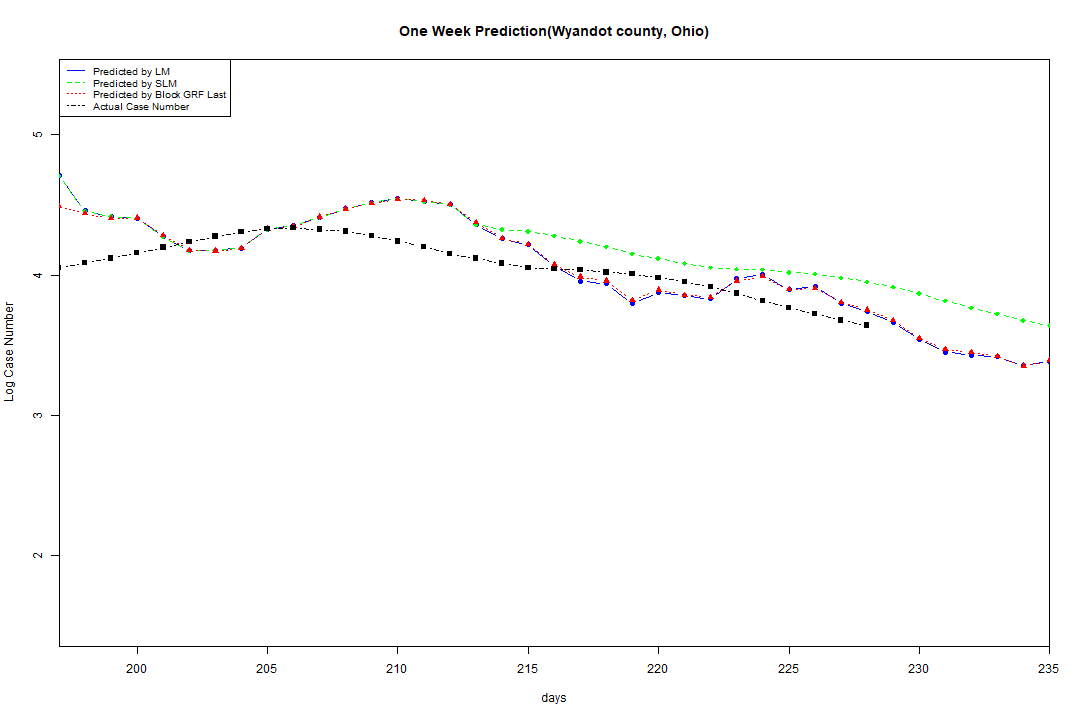 One Week Prediction(Wyandot county, Ohio)
Predicted by LM
Predicted by SLM
Predicted by Block GRF Last
Actual Case Number
5
4
3
2
Log Case Number
200 205 210 215 220 225 230 235
days